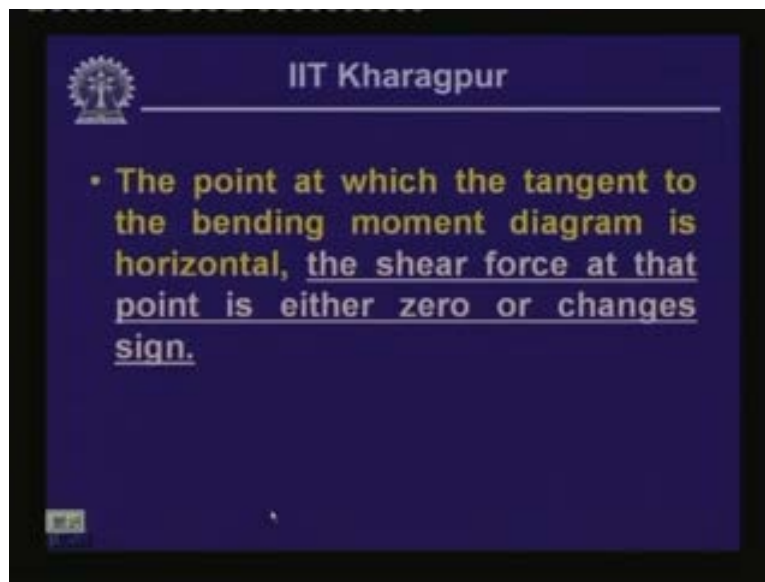 IIT Kharagpur
• The point at which the tangent to
the bending moment diagram is
horizontal, the shear force at that
point is either zero or changes
sign.